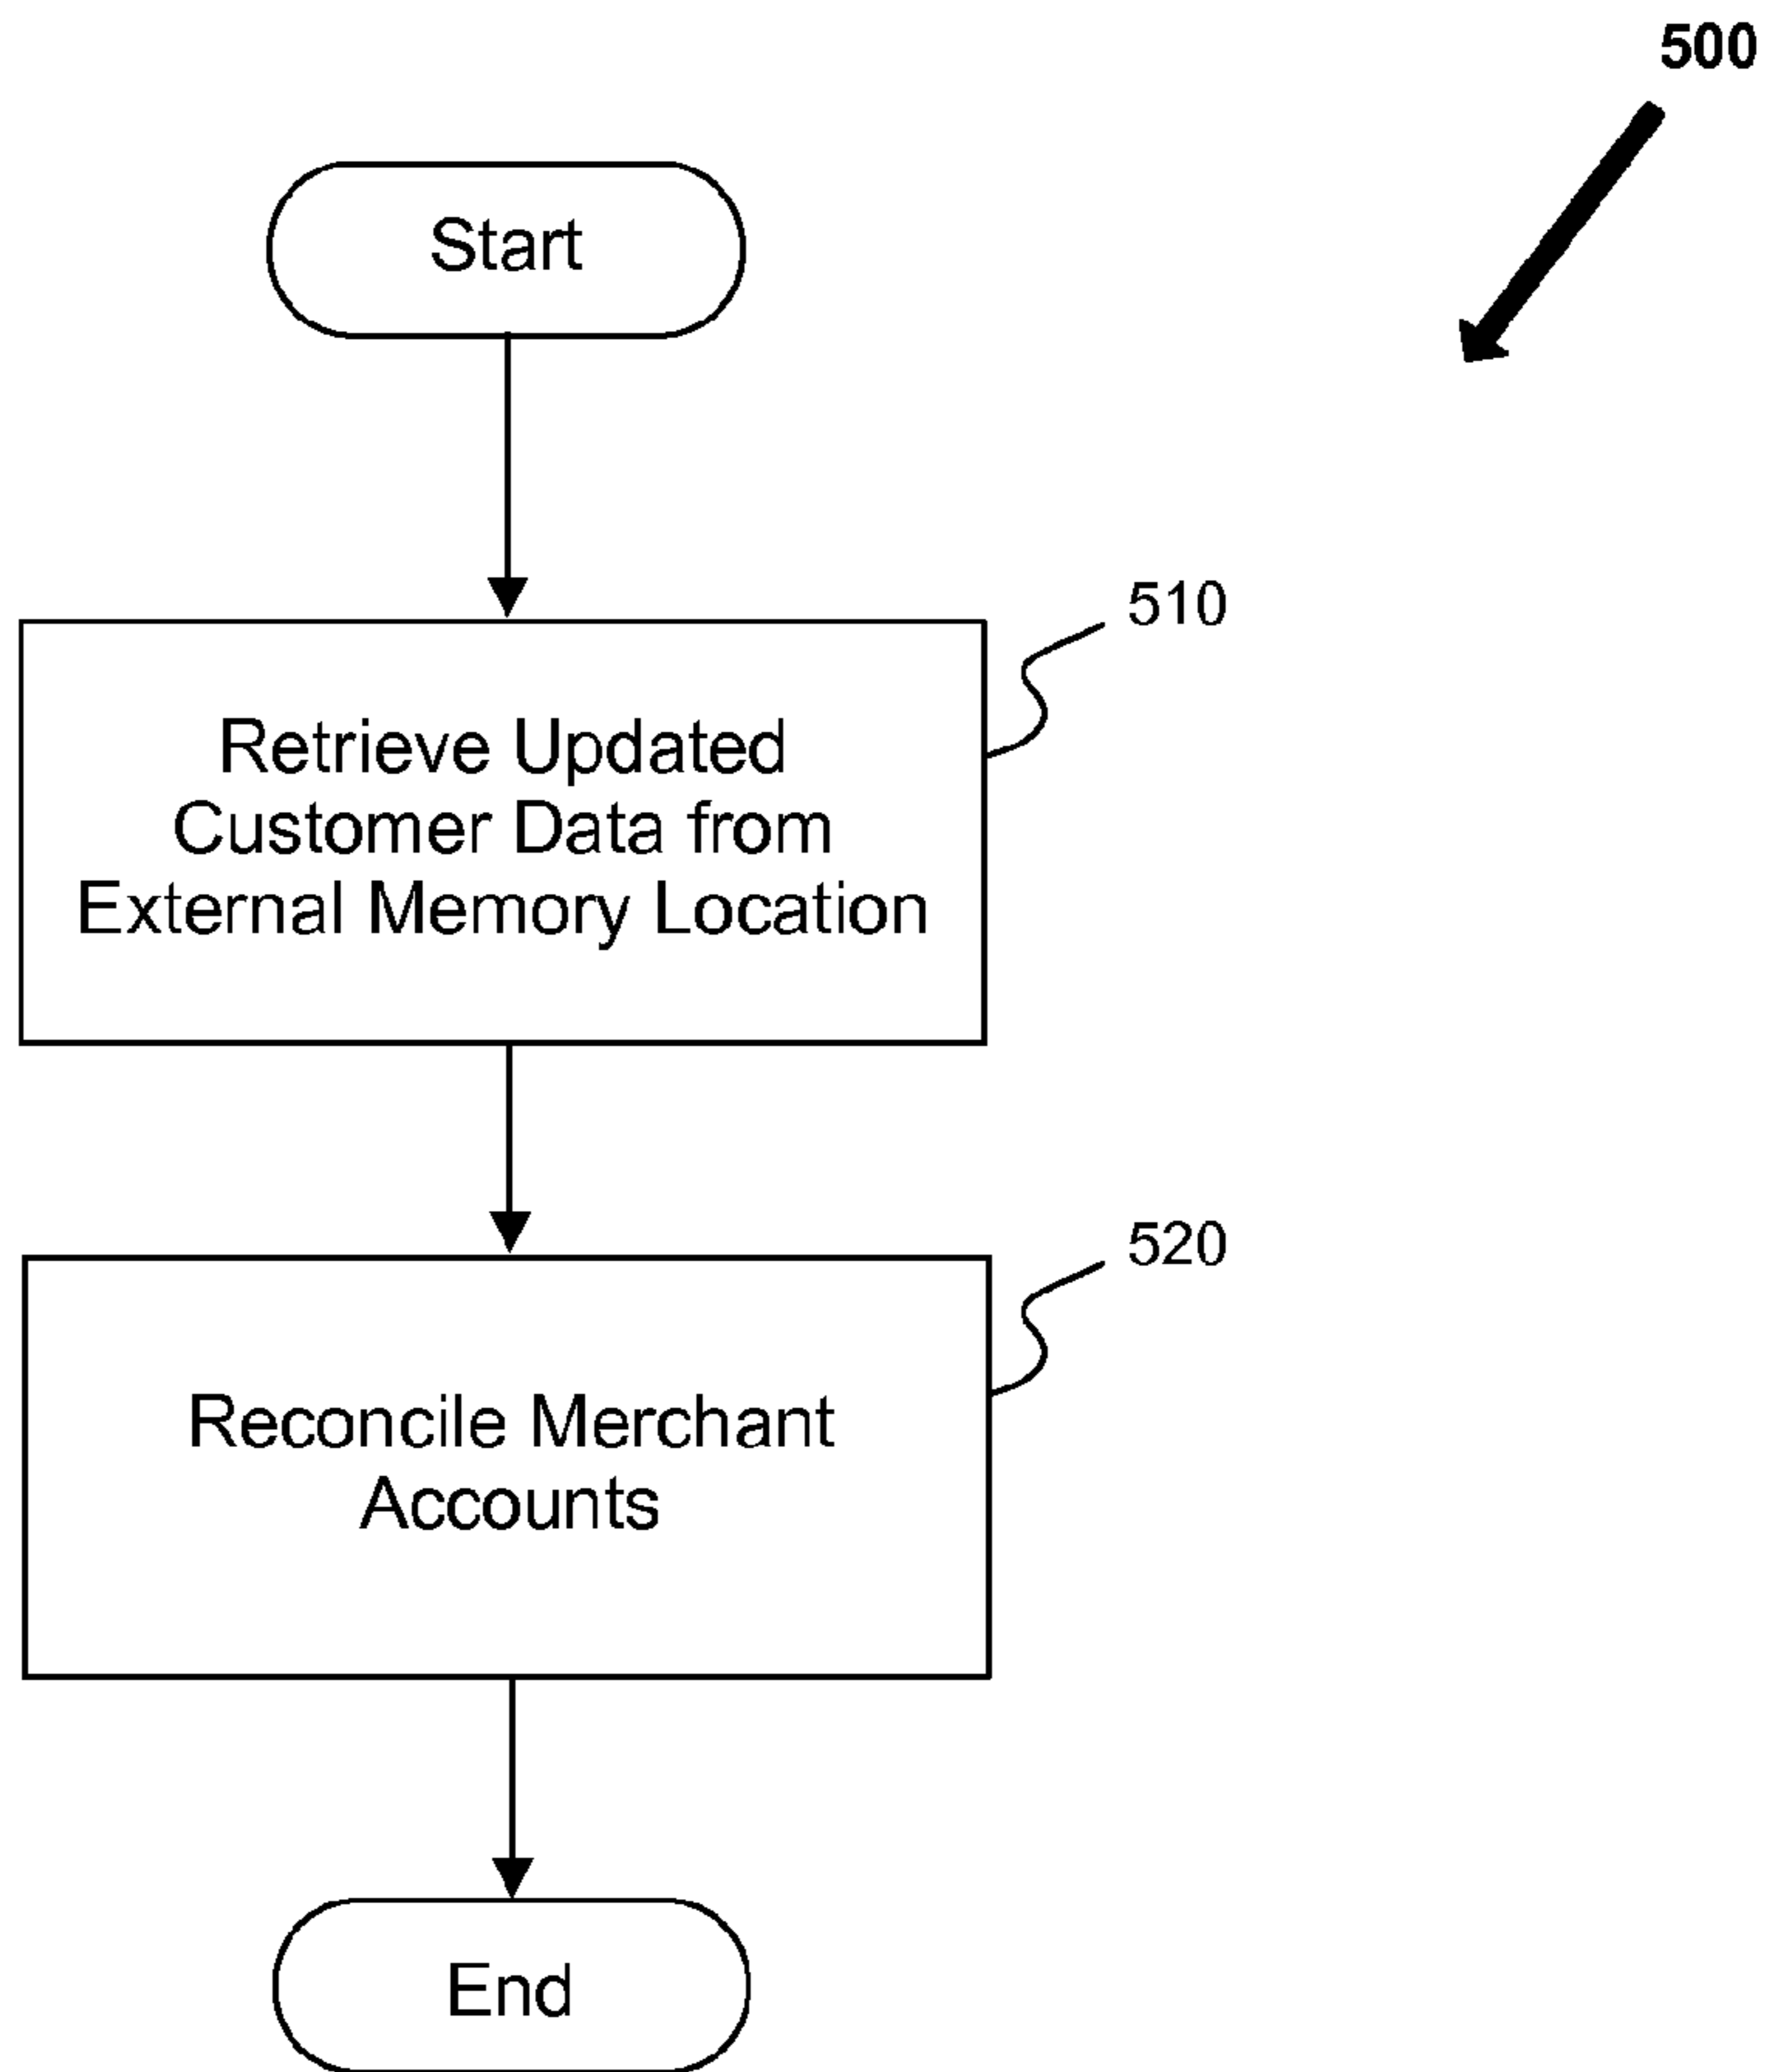 500
Start
510
Retrieve Updated
Customer Data from
External Memory Location
520
Reconcile Merchant
Accounts
End